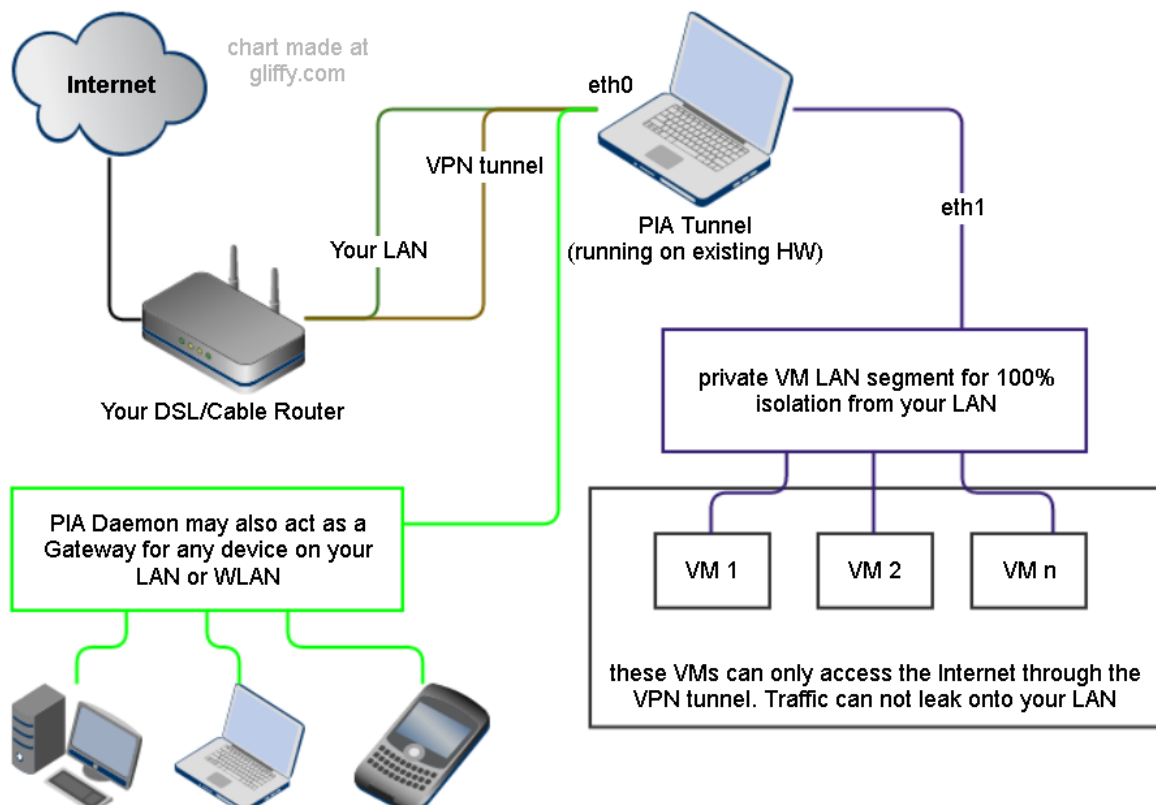 Internet
chart made at
gliffy.com
eth0
VPN tunnel
eth1
PIA Tunnel
(running on existing HW)
Your LAN
Your DSL/Cable Router
private VM LAN segment for 100%
isolation from your LAN
PIA Daemon may also act as a
Gateway for any device on your
LAN or WLAN
VM 1
VM 2
VM n
these VMs can only access the Internet through the
VPN tunnel. Traffic can not leak onto your LAN